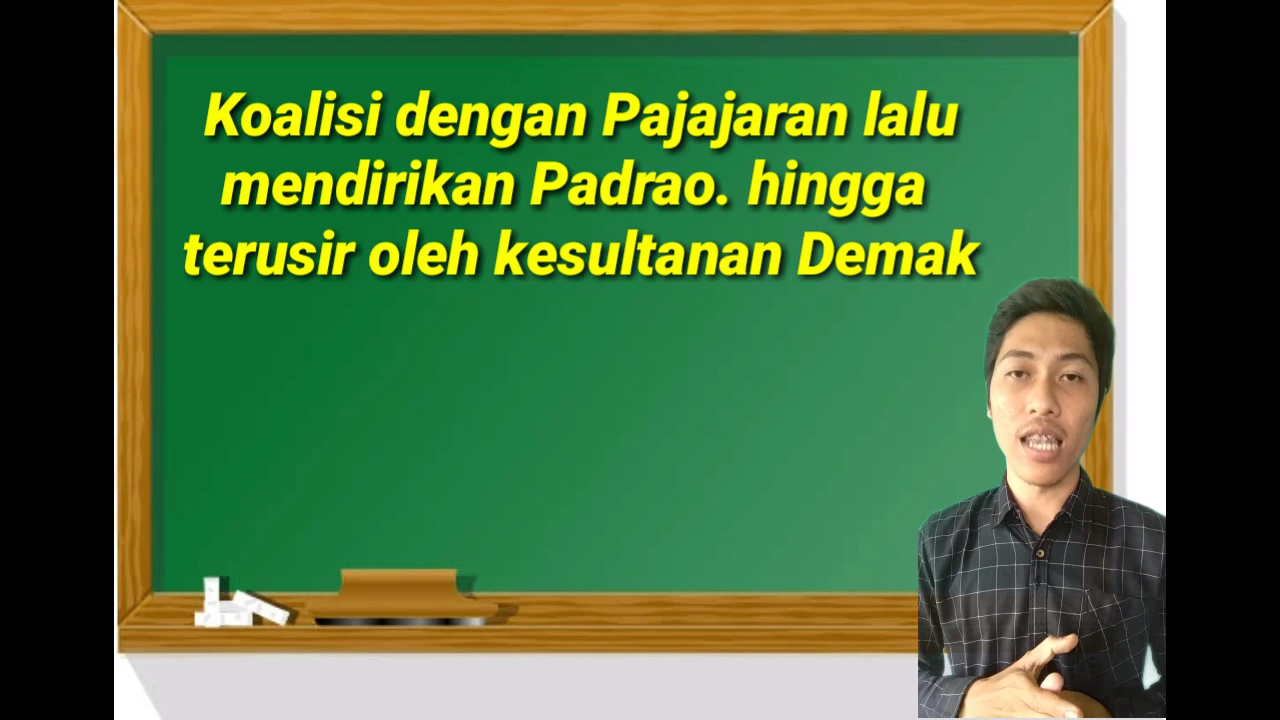 Koalisi dengan Pajajaran lalu
mendirikan Padrao. hingga
terusir oleh kesultanan Demak